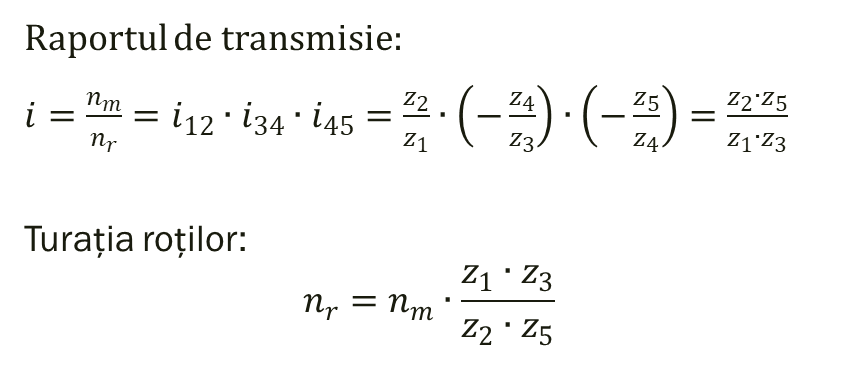 Raportul de transmisie:
i = n_m/n_r = i_12 · i_34 · i_45 = z_2/z_1 · (−z_4/z_3) · (−z_5/z_4) = z_2·z_5/z_1·z_3
Turația roților:
n_r = n_m · z_1 · z_3/z_2 · z_5